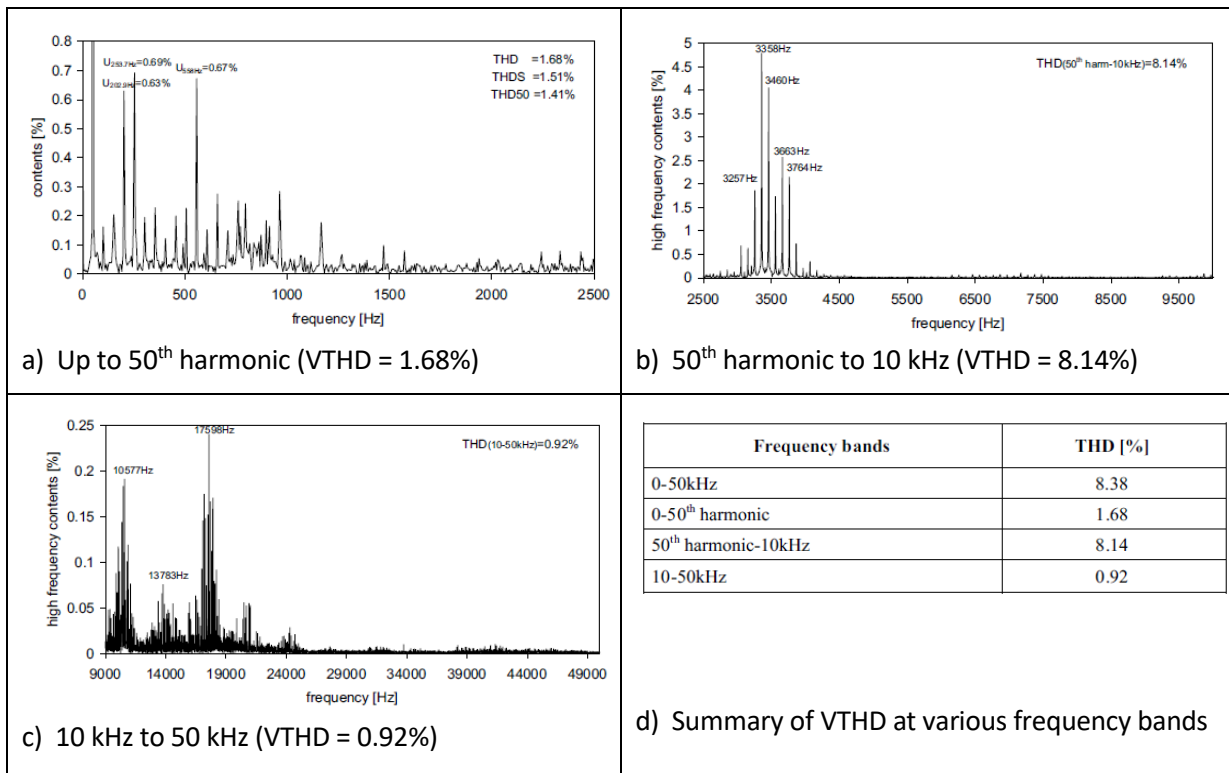 0.8
0.7
0.6
0.5
0.4
0.3
0.2
0.1
0
contents [%]
U253.7Hz=0.69%
U202.9Hz=0.63%
U558Hz=0.67%
THD =1.68%
THDS =1.51%
THD50 =1.41%
0 500 1000 1500 2000 2500
frequency [Hz]
a) Up to 50th harmonic (VTHD = 1.68%)
5
4.5
4
3.5
3
2.5
2
1.5
1
0.5
0
high frequency contents [%]
3358Hz
3460Hz
3663Hz
3764Hz
3257Hz
THD(50th harm-10kHz)=8.14%
2500 3500 4500 5500 6500 7500 8500 9500
frequency [Hz]
b) 50th harmonic to 10 kHz (VTHD = 8.14%)
0.25
0.2
0.15
0.1
0.05
0
high frequency contents [%]
17598Hz
10577Hz
13783Hz
THD(10-50kHz)=0.92%
9000 14000 19000 24000 29000 34000 39000 44000 49000
frequency [Hz]
c) 10 kHz to 50 kHz (VTHD = 0.92%)
Frequency bands THD [%]
0-50kHz 8.38
0-50th harmonic 1.68
50th harmonic-10kHz 8.14
10-50kHz 0.92
d) Summary of VTHD at various frequency bands